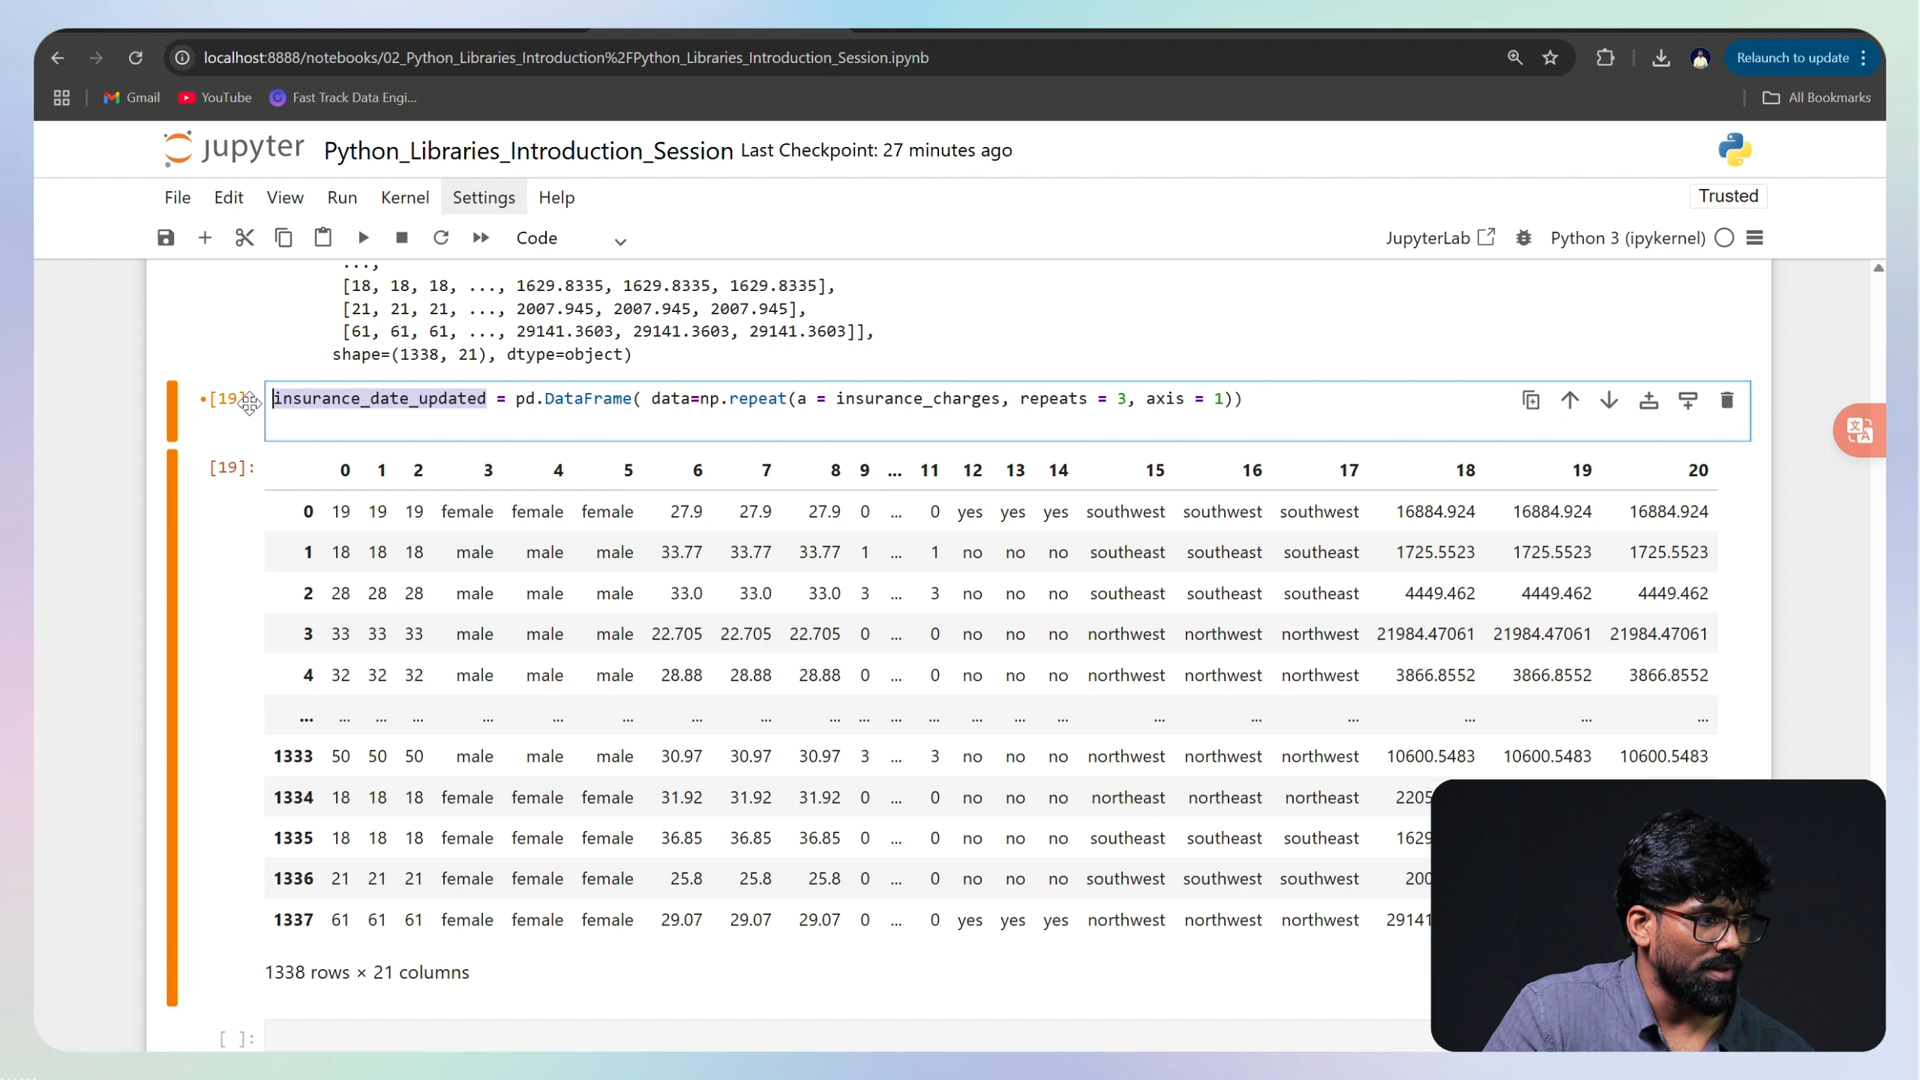 localhost:8888/notebooks/02_Python_Libraries_Introduction%2FPython_Libraries_Introduction_Session.ipynb
Relaunch to update
Gmail YouTube Fast Track Data Engi... All Bookmarks
jupyter Python_Libraries_Introduction_Session Last Checkpoint: 27 minutes ago
File Edit View Run Kernel Settings Help Trusted
Code JupyterLab Python 3 (ipykernel)
...,
[18, 18, 18, ..., 1629.8335, 1629.8335, 1629.8335],
[21, 21, 21, ..., 2007.945, 2007.945, 2007.945],
[61, 61, 61, ..., 29141.3603, 29141.3603, 29141.3603]],
shape=(1338, 21), dtype=object)
•[19]: insurance_date_updated = pd.DataFrame( data=np.repeat(a = insurance_charges, repeats = 3, axis = 1))
[19]: 0 1 2 3 4 5 6 7 8 9 ... 11 12 13 14 15 16 17 18 19 20
0 19 19 19 female female female 27.9 27.9 27.9 0 ... 0 yes yes yes southwest southwest southwest 16884.924 16884.924 16884.924
1 18 18 18 male male male 33.77 33.77 33.77 1 ... 1 no no no southeast southeast southeast 1725.5523 1725.5523 1725.5523
2 28 28 28 male male male 33.0 33.0 33.0 3 ... 3 no no no southeast southeast southeast 4449.462 4449.462 4449.462
3 33 33 33 male male male 22.705 22.705 22.705 0 ... 0 no no no northwest northwest northwest 21984.47061 21984.47061 21984.47061
4 32 32 32 male male male 28.88 28.88 28.88 0 ... 0 no no no northwest northwest northwest 3866.8552 3866.8552 3866.8552
... ... ... ... ... ... ... ... ... ... ... ... ... ... ... ... ... ... ... ... ... ...
1333 50 50 50 male male male 30.97 30.97 30.97 3 ... 3 no no no northwest northwest northwest 10600.5483 10600.5483 10600.5483
1334 18 18 18 female female female 31.92 31.92 31.92 0 ... 0 no no no northeast northeast northeast 2205
1335 18 18 18 female female female 36.85 36.85 36.85 0 ... 0 no no no southeast southeast southeast 1629
1336 21 21 21 female female female 25.8 25.8 25.8 0 ... 0 no no no southwest southwest southwest 200
1337 61 61 61 female female female 29.07 29.07 29.07 0 ... 0 yes yes yes northwest northwest northwest 29141
1338 rows × 21 columns
[ ]: